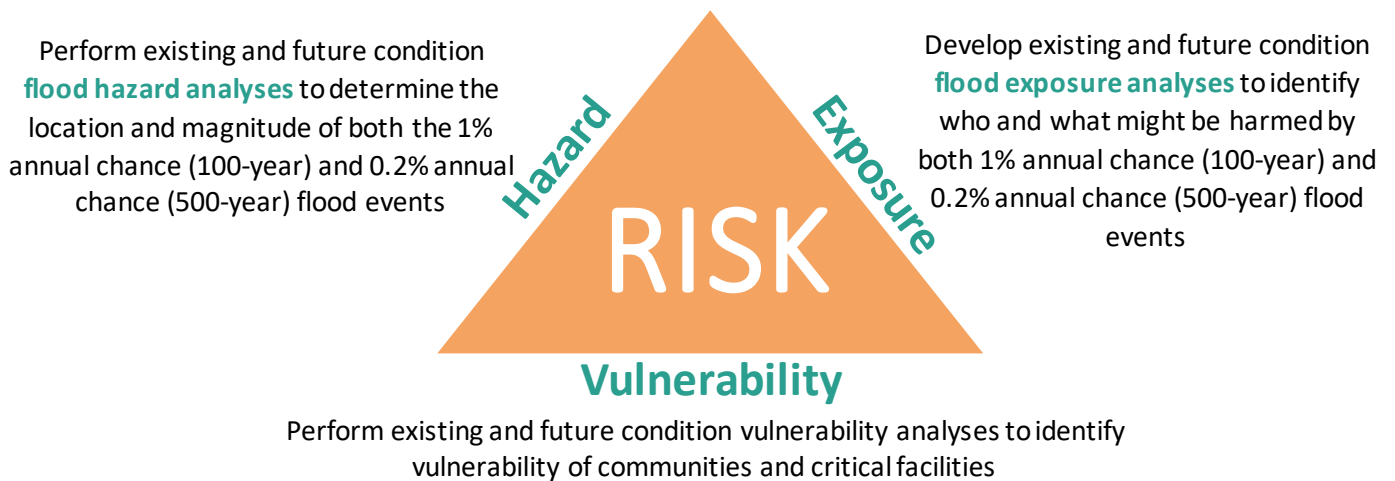 Perform existing and future condition
flood hazard analyses to determine the
location and magnitude of both the 1%
annual chance (100-year) and 0.2% annual
chance (500-year) flood events
Hazard
RISK
Exposure
Develop existing and future condition
flood exposure analyses to identify
who and what might be harmed by
both 1% annual chance (100-year) and
0.2% annual chance (500-year) flood
events
Vulnerability
Perform existing and future condition vulnerability analyses to identify
vulnerability of communities and critical facilities